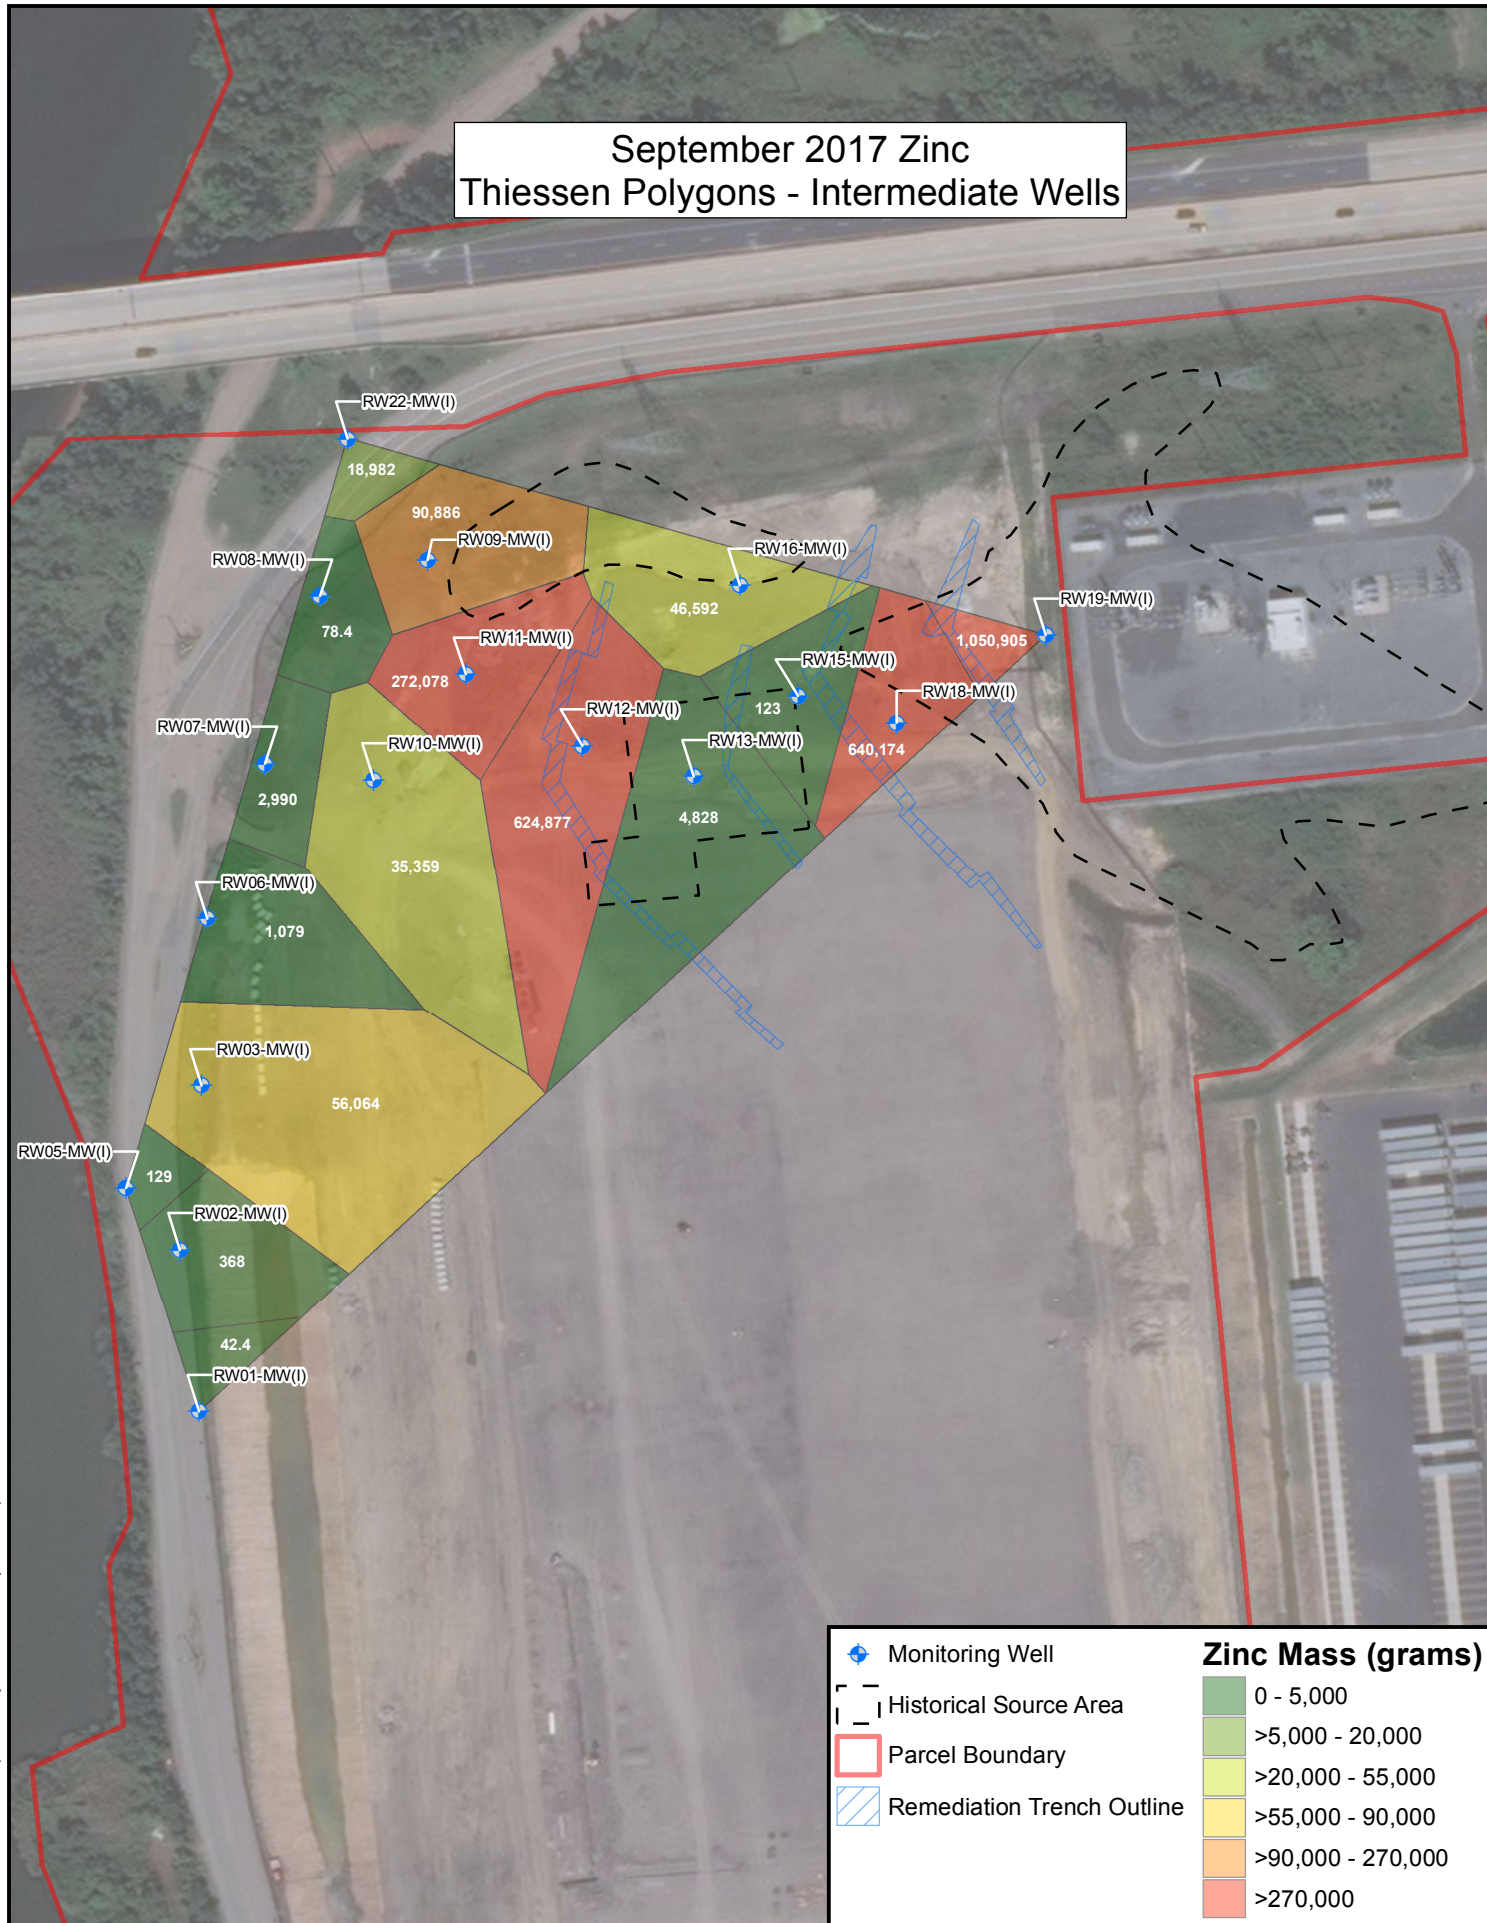 September 2017 Zinc
Thiessen Polygons - Intermediate Wells
RW22-MW(I)
18,982
90,886
RW09-MW(I)
RW16-MW(I)
RW08-MW(I)
46,592
RW19-MW(I)
78.4
RW11-MW(I)
1,050,905
272,078
RW15-MW(I)
RW18-MW(I)
RW12-MW(I)
123
RW07-MW(I)
RW10-MW(I)
RW13-MW(I)
640,174
2,990
624,877
4,828
35,359
RW06-MW(I)
1,079
RW03-MW(I)
56,064
RW05-MW(I)
129
RW02-MW(I)
368
42.4
RW01-MW(I)
Monitoring Well
Historical Source Area
Parcel Boundary
Remediation Trench Outline
Zinc Mass (grams)
0 - 5,000
>5,000 - 20,000
>20,000 - 55,000
>55,000 - 90,000
>90,000 - 270,000
>270,000